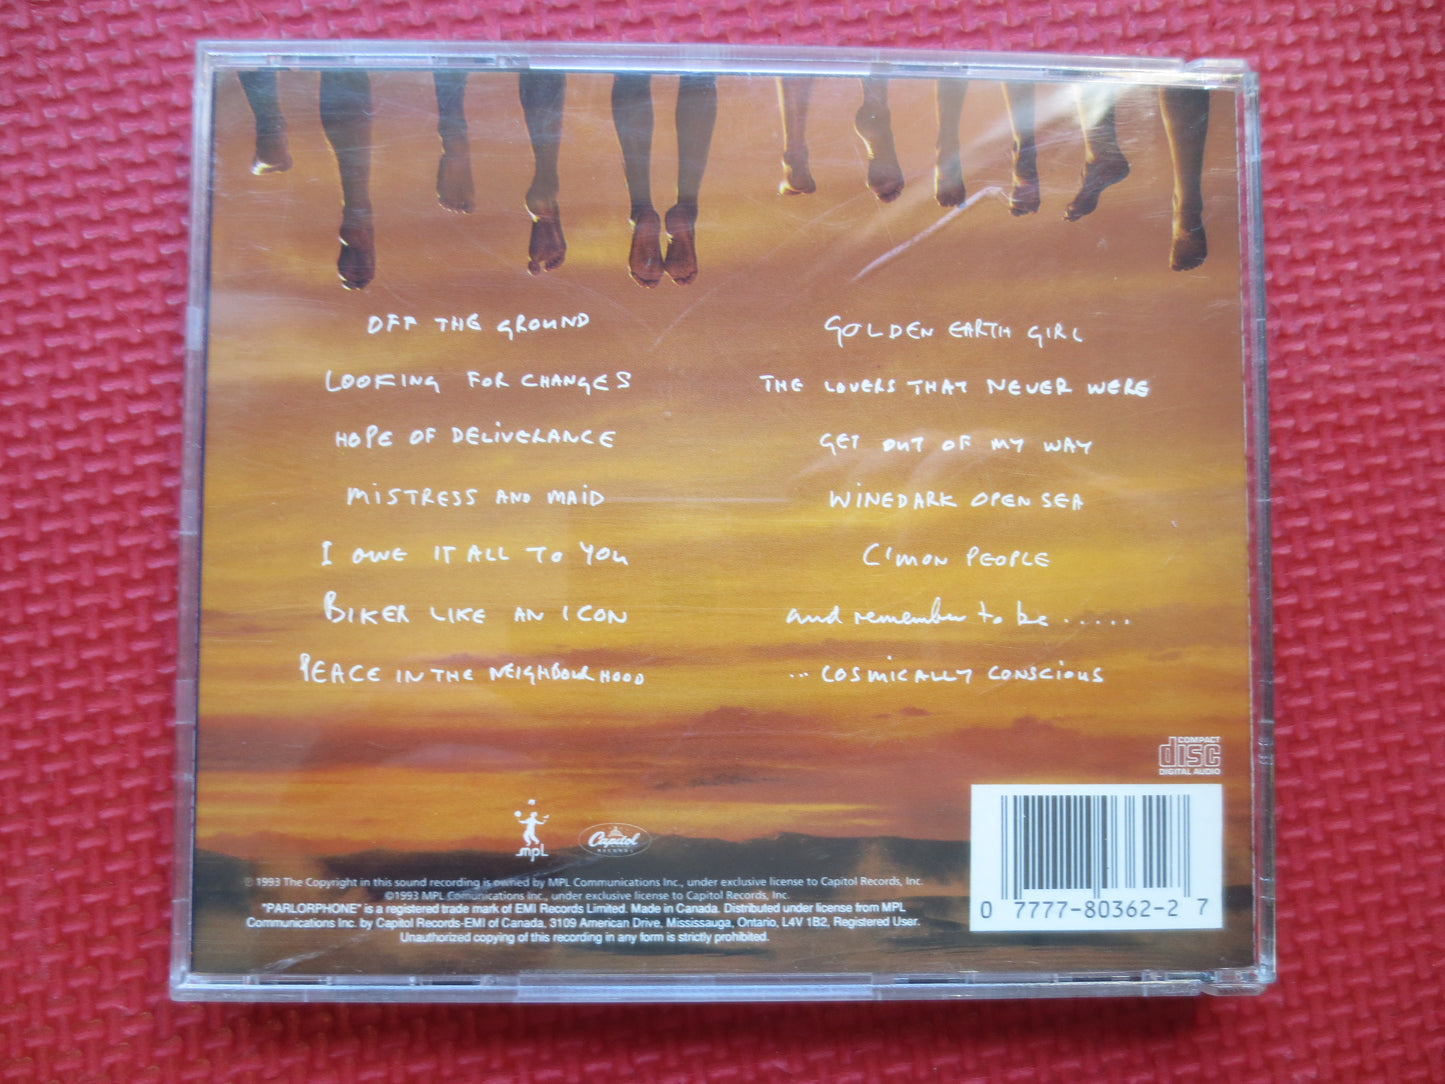 OFF THE GROUND
LOOKING FOR CHANGES
HOPE OF DELIVERANCE
MISTRESS AND MAID
I OWE IT ALL TO YOU
BIKER LIKE AN ICON
PEACE IN THE NEIGHBOURHOOD
GOLDEN EARTH GIRL
THE LOVERS THAT NEVER WERE
GET OUT OF MY WAY
WINEDARK OPEN SEA
C'MON PEOPLE
and remember to be.....
... COSMICALLY CONSCIOUS
COMPACT
disc
DIGITAL AUDIO
mpL
Capitol
RECORDS
℗ 1993 The Copyright in this sound recording is owned by MPL Communications Inc., under exclusive license to Capitol Records, Inc.
©1993 MPL Comunications Inc., under exclusive license to Capitol Records, Inc.
"PARLORPHONE" is a registered trade mark of EMI Records Limited. Made in Canada. Distributed under license from MPL
Communications Inc. by Capitol Records-EMI of Canada, 3109 American Drive, Mississauga, Ontario, L4V 1B2, Registered User.
Unauthorized copying of this recording in any form is strictly prohibited.
0 7777-80362-2 7